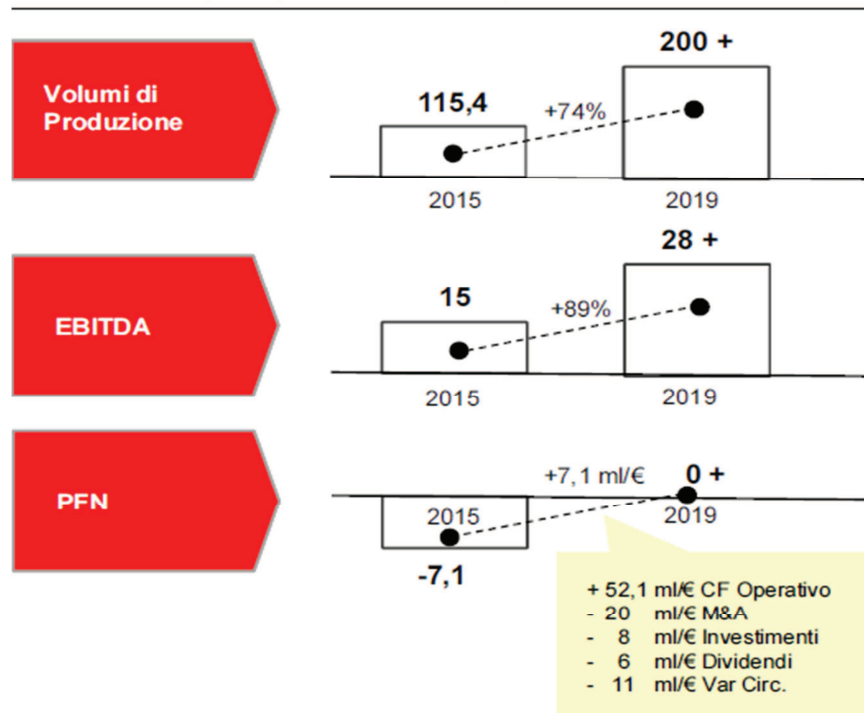 Volumi di
Produzione
115,4
+74%
200 +
2015
2019
EBITDA
15
+89%
28 +
2015
2019
PFN
+7,1 ml/€
0 +
2015
2019
-7,1
+ 52,1 ml/€ CF Operativo
- 20 ml/€ M&A
- 8 ml/€ Investimenti
- 6 ml/€ Dividendi
- 11 ml/€ Var Circ.